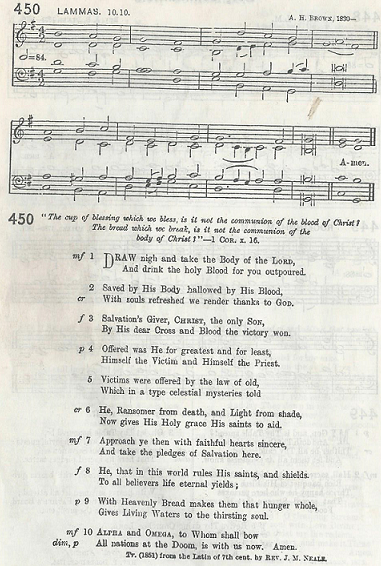 450 LAMMAS. 10.10. A. H. BROWN, 1830–
=84.
A-men.
450 "The cup of blessing which we bless, is it not the communion of the blood of Christ?
The bread which we break, is it not the communion of the
body of Christ?"—1 COR. x. 16.
mf 1 DRAW nigh and take the Body of the LORD,
And drink the holy Blood for you outpoured.
2 Saved by His Body hallowed by His Blood,
cr With souls refreshed we render thanks to GOD.
f 3 Salvation's Giver, CHRIST, the only SON,
By His dear Cross and Blood the victory won.
p 4 Offered was He for greatest and for least,
Himself the Victim and Himself the Priest.
5 Victims were offered by the law of old,
Which in a type celestial mysteries told
cr 6 He, Ransomer from death, and Light from shade,
Now gives His Holy grace His saints to aid.
mf 7 Approach ye then with faithful hearts sincere,
And take the pledges of Salvation here.
f 8 He, that in this world rules His saints, and shields.
To all believers life eternal yields;
p 9 With Heavenly Bread makes them that hunger whole,
Gives Living Waters to the thirsting soul.
mf 10 ALPHA and OMEGA, to Whom shall bow
dim, p All nations at the Doom, is with us now. Amen.
Tr. (1851) from the Latin of 7th cent. by REV. J. M. NEALE.